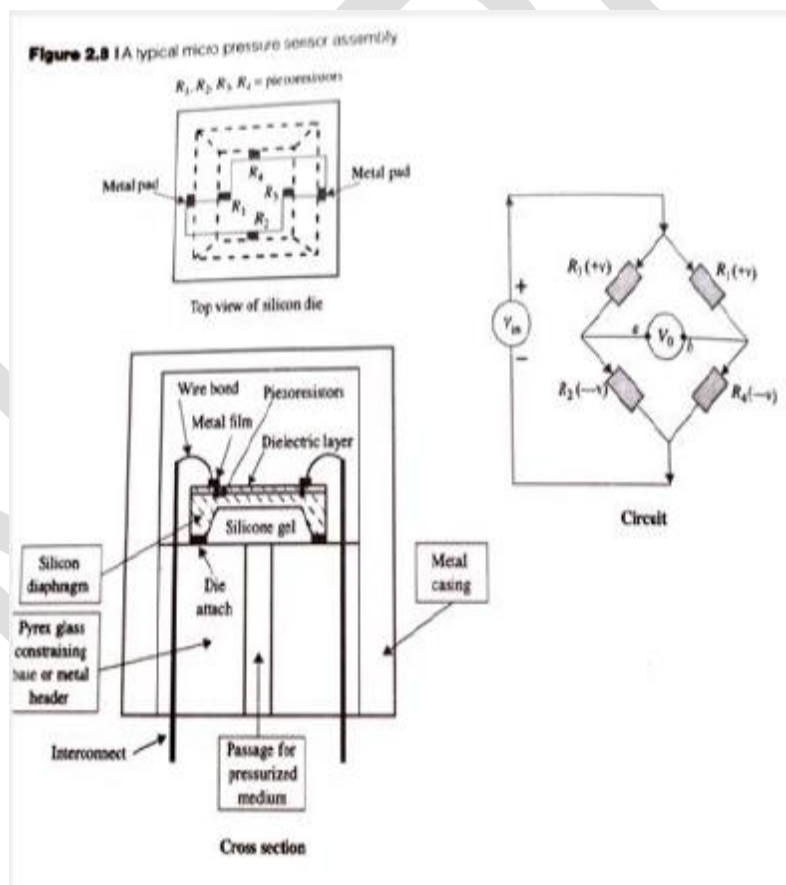 Figure 2.8 | A typical micro pressure sensor assembly
R₁, R₂, R₃, R₄ = piezoresistors
Metal pad
R₄
R₃
R₁
R₂
Metal pad
Top view of silicon die
Wire bond
Piezoresistors
Metal film
Dielectric layer
Silicone gel
Silicon
diaphragm
Die
attach
Metal
casing
Pyrex glass
constraining
base or metal
header
Interconnect
Passage for
pressurized
medium
Cross section
+
V_in
−
(+v)
(+v)
a
V₀
b
R₂(−v)
R₄(−v)
Circuit